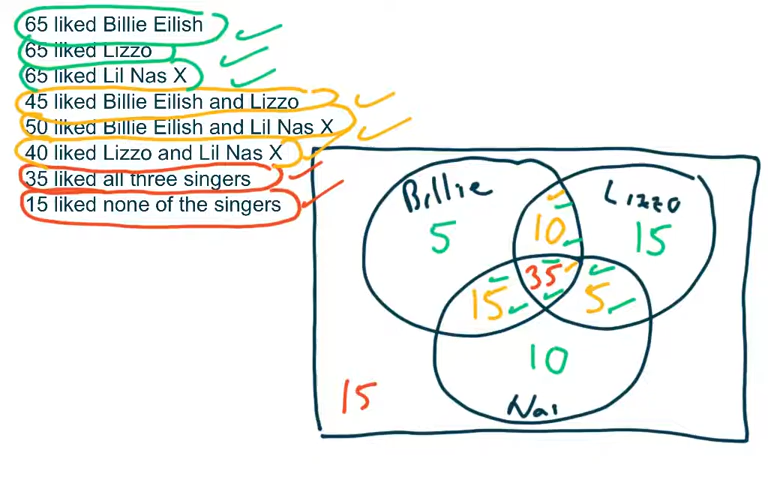 65 liked Billie Eilish
65 liked Lizzo
65 liked Lil Nas X
45 liked Billie Eilish and Lizzo
50 liked Billie Eilish and Lil Nas X
40 liked Lizzo and Lil Nas X
35 liked all three singers
15 liked none of the singers
Billie
Lizzo
5
10
15
35
15
5
10
15
Nas